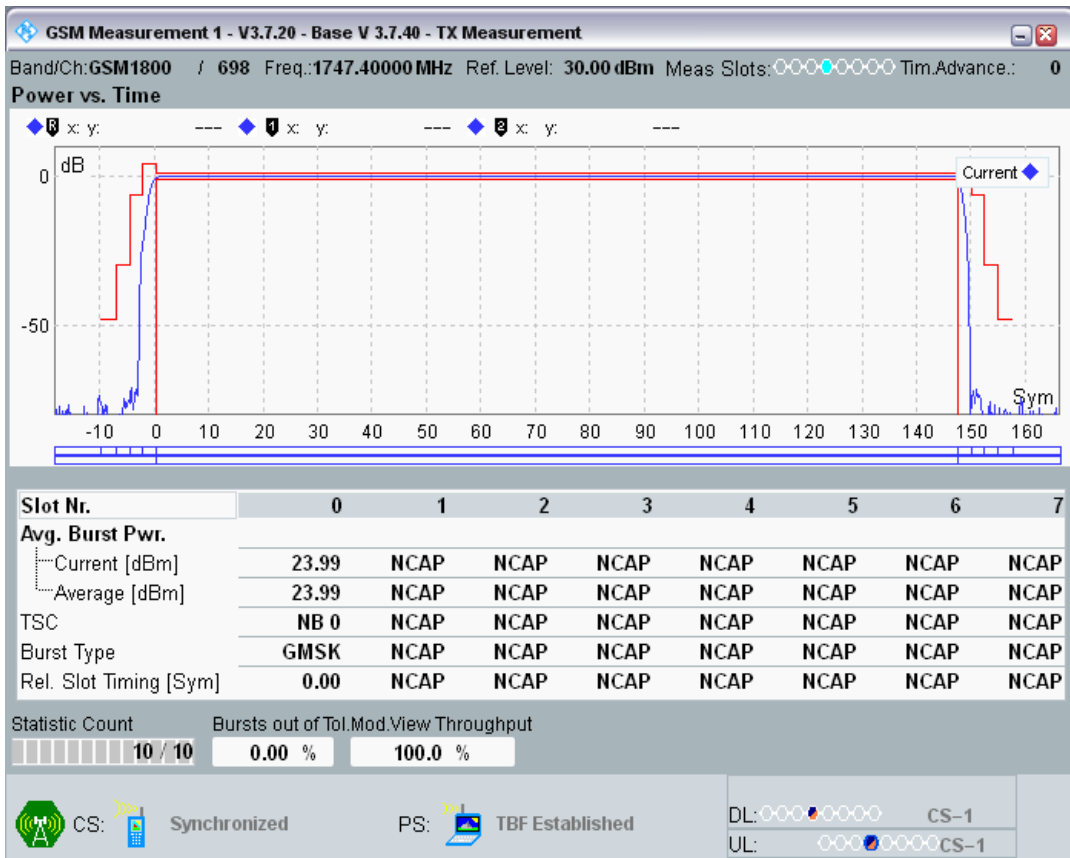 GSM Measurement 1 - V3.7.20 - Base V 3.7.40 - TX Measurement
Band/Ch:GSM1800 / 698 Freq.:1747.40000 MHz Ref. Level: 30.00 dBm Meas Slots: Tim.Advance.: 0
Power vs. Time
R x: y: --- 1 x: y: --- 2 x: y: ---
dB
Current
0
-50
Sym
-10 0 10 20 30 40 50 60 70 80 90 100 110 120 130 140 150 160
Slot Nr. 0 1 2 3 4 5 6 7
Avg. Burst Pwr.
Current [dBm] 23.99 NCAP NCAP NCAP NCAP NCAP NCAP NCAP
Average [dBm] 23.99 NCAP NCAP NCAP NCAP NCAP NCAP NCAP
TSC NB 0 NCAP NCAP NCAP NCAP NCAP NCAP NCAP
Burst Type GMSK NCAP NCAP NCAP NCAP NCAP NCAP NCAP
Rel. Slot Timing [Sym] 0.00 NCAP NCAP NCAP NCAP NCAP NCAP NCAP
Statistic Count Bursts out of Tol.Mod.View Throughput
10 / 10 0.00 % 100.0 %
CS: Synchronized PS: TBF Established
DL: CS-1
UL: CS-1